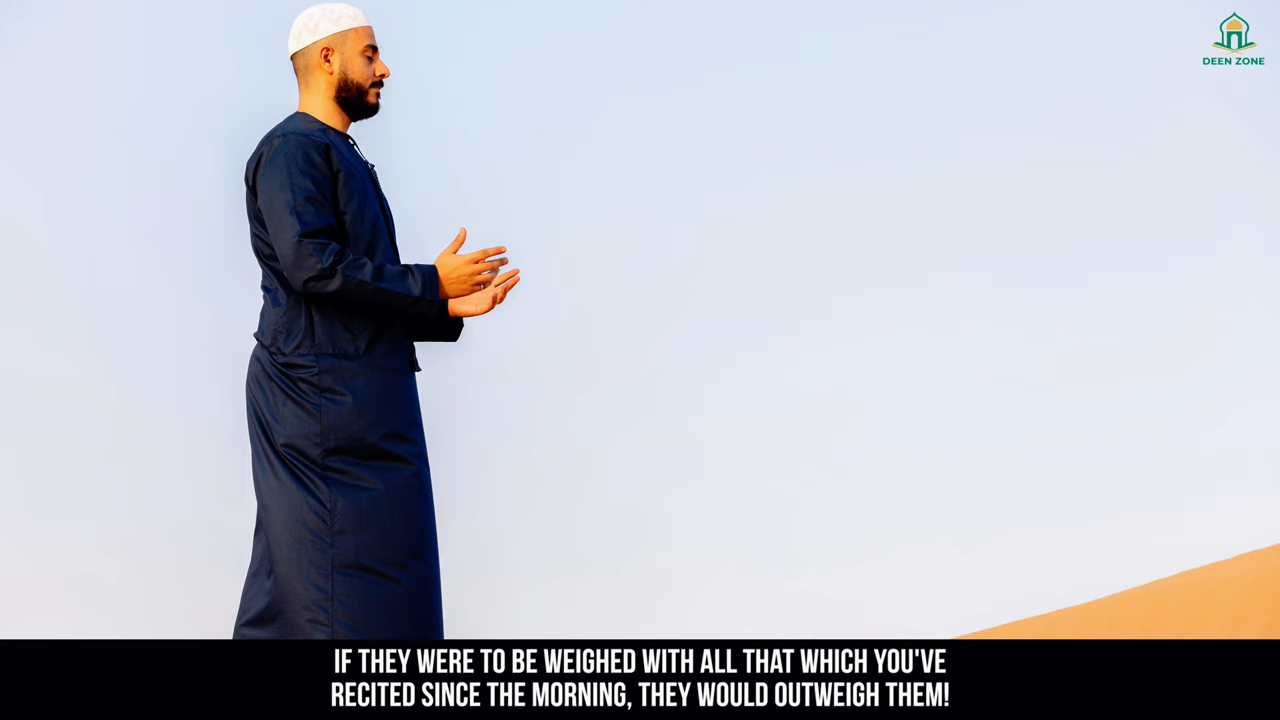 DEEN ZONE
IF THEY WERE TO BE WEIGHED WITH ALL THAT WHICH YOU'VE
RECITED SINCE THE MORNING, THEY WOULD OUTWEIGH THEM!